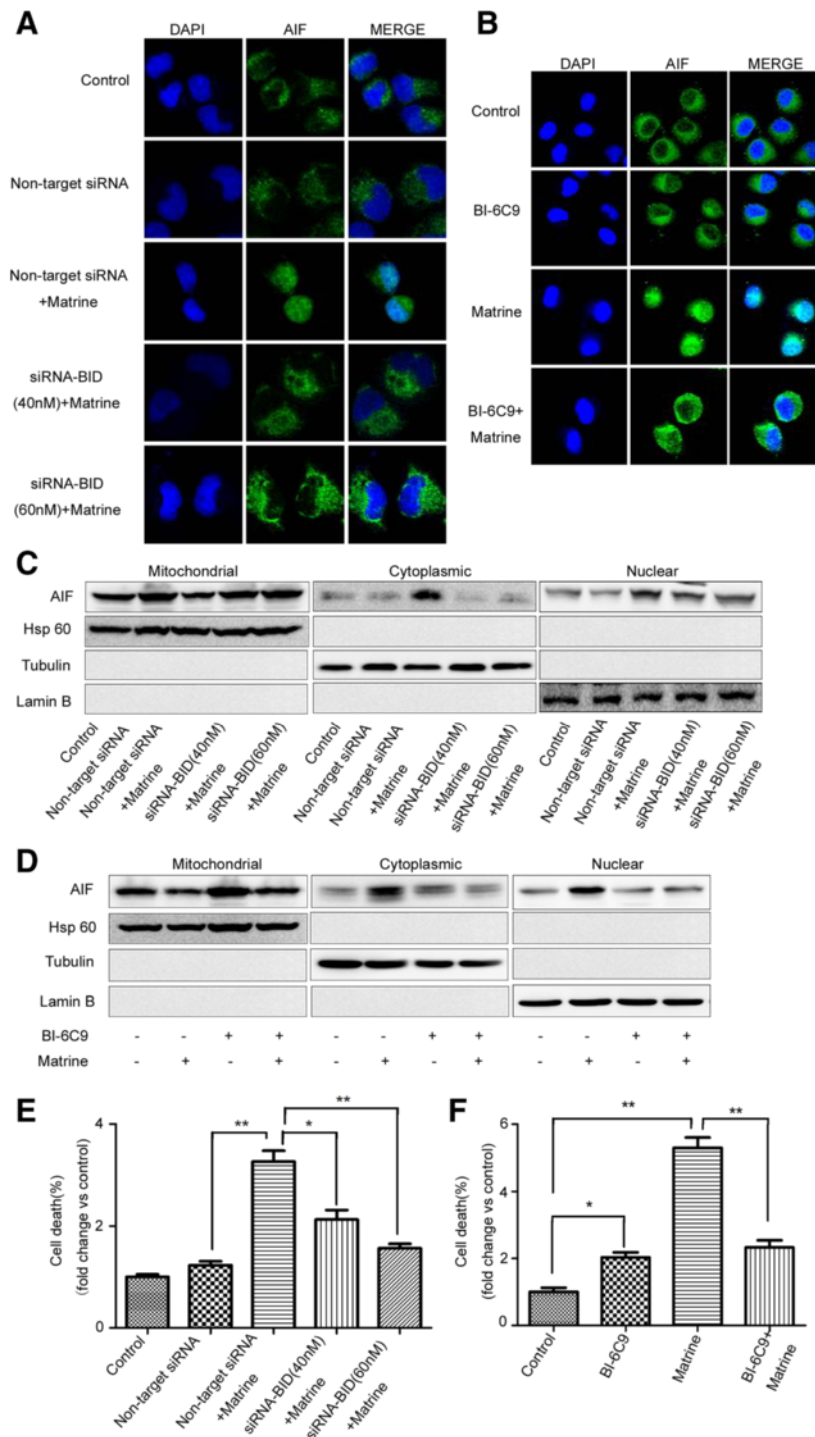 A
DAPI AIF MERGE
Control
Non-target siRNA
Non-target siRNA
+Matrine
siRNA-BID
(40nM)+Matrine
siRNA-BID
(60nM)+Matrine
B
DAPI AIF MERGE
Control
BI-6C9
Matrine
BI-6C9+
Matrine
C
Mitochondrial Cytoplasmic Nuclear
AIF
Hsp 60
Tubulin
Lamin B
Control
Non-target siRNA
Non-target siRNA
+Matrine
siRNA-BID(40nM)
+Matrine
siRNA-BID(60nM)
+Matrine
Control
Non-target siRNA
Non-target siRNA
+Matrine
siRNA-BID(40nM)
+Matrine
siRNA-BID(60nM)
+Matrine
Control
Non-target siRNA
Non-target siRNA
+Matrine
siRNA-BID(40nM)
+Matrine
siRNA-BID(60nM)
+Matrine
D
Mitochondrial Cytoplasmic Nuclear
AIF
Hsp 60
Tubulin
Lamin B
BI-6C9 - - + + - - + + - - + +
Matrine - + - + - + - + - + - +
E
Cell death(%)
(fold change vs control)
4
2
0
** * **
Control
Non-target siRNA
Non-target siRNA
+Matrine
siRNA-BID(40nM)
+Matrine
siRNA-BID(60nM)
+Matrine
F
Cell death(%)
(fold change vs control)
6
4
2
0
* ** **
Control
BI-6C9
Matrine
BI-6C9+
Matrine